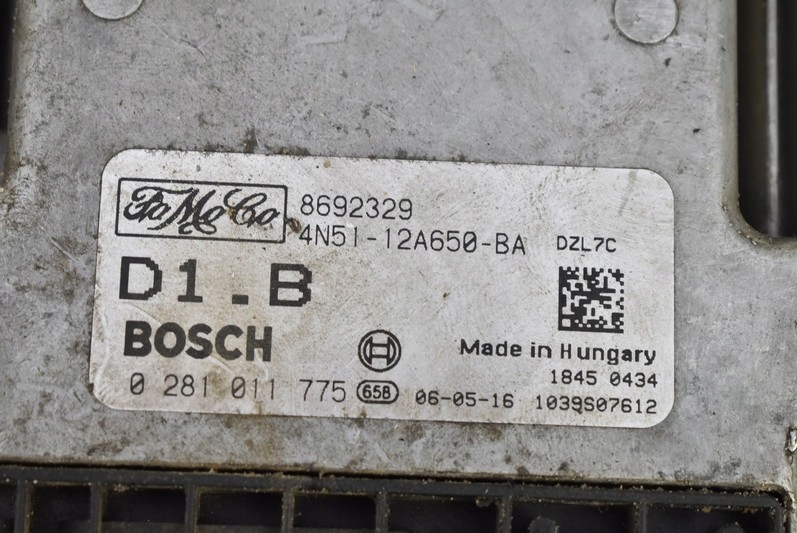 FoMoCo 8692329
4N51-12A650-BA DZL7C
D1.B
BOSCH
Made in Hungary
1845 0434
0 281 011 775 658 06-05-16 1039S07612